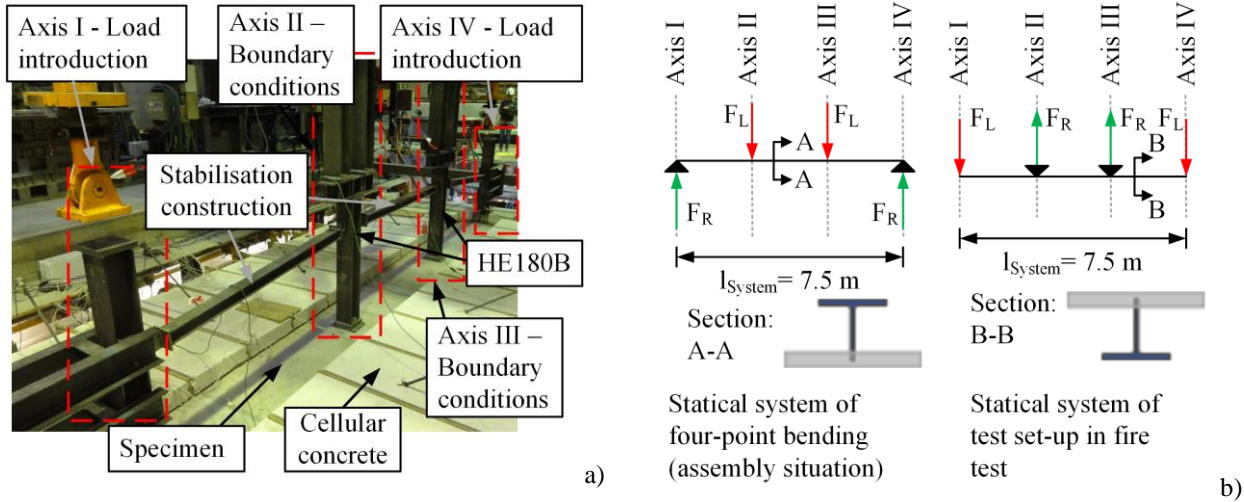 Axis I - Load
introduction
Axis II –
Boundary
conditions
Axis IV - Load
introduction
Stabilisation
construction
HE180B
Axis III –
Boundary
conditions
Specimen
Cellular
concrete
a)
Axis I
Axis II
Axis III
Axis IV
F_L
F_L
A
A
F_R
F_R
l_System= 7.5 m
Section:
A-A
Statical system of
four-point bending
(assembly situation)
Axis I
Axis II
Axis III
Axis IV
F_L
F_R
F_R
F_L
B
B
l_System= 7.5 m
Section:
B-B
Statical system of
test set-up in fire
test
b)